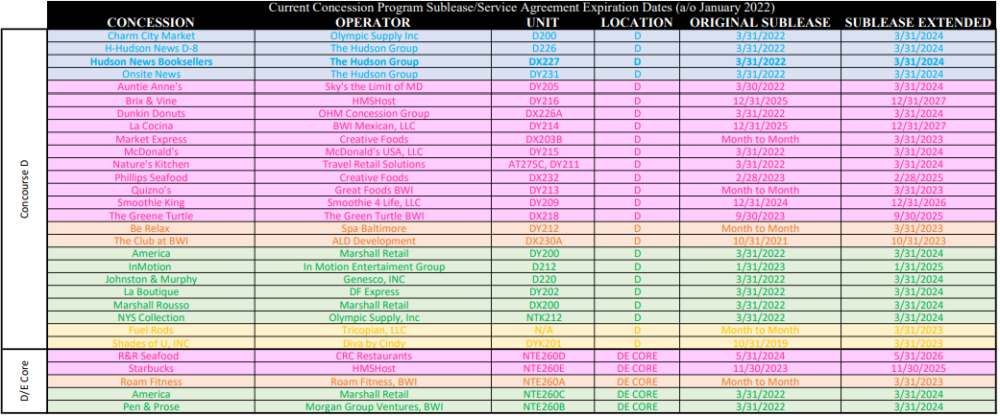 Current Concession Program Sublease/Service Agreement Expiration Dates (a/o January 2022)
CONCESSION OPERATOR UNIT LOCATION ORIGINAL SUBLEASE SUBLEASE EXTENDED
Concourse D
Charm City Market Olympic Supply Inc D200 D 3/31/2022 3/31/2024
H-Hudson News D-8 The Hudson Group D226 D 3/31/2022 3/31/2024
Hudson News Booksellers The Hudson Group DX227 D 3/31/2022 3/31/2024
Onsite News The Hudson Group DY231 D 3/31/2022 3/31/2024
Auntie Anne's Sky's the Limit of MD DY205 D 3/30/2022 3/31/2024
Brix & Vine HMSHost DY216 D 12/31/2025 12/31/2027
Dunkin Donuts OHM Concession Group DX226A D 3/31/2022 3/31/2024
La Cocina BWI Mexican, LLC DY214 D 12/31/2025 12/31/2027
Market Express Creative Foods DX203B D Month to Month 3/31/2023
McDonald's McDonald's USA, LLC DY215 D 3/31/2022 3/31/2024
Nature's Kitchen Travel Retail Solutions AT275C, DY211 D 3/31/2022 3/31/2024
Phillips Seafood Creative Foods DX232 D 2/28/2023 2/28/2025
Quizno's Great Foods BWI DY213 D Month to Month 3/31/2023
Smoothie King Smoothie 4 Life, LLC DY209 D 12/31/2024 12/31/2026
The Greene Turtle The Green Turtle BWI DX218 D 9/30/2023 9/30/2025
Be Relax Spa Baltimore DY212 D Month to Month 3/31/2023
The Club at BWI ALD Development DX230A D 10/31/2021 10/31/2023
America Marshall Retail DY200 D 3/31/2022 3/31/2024
InMotion In Motion Entertaiment Group D212 D 1/31/2023 1/31/2025
Johnston & Murphy Genesco, INC D220 D 3/31/2022 3/31/2024
La Boutique DF Express DY202 D 3/31/2022 3/31/2024
Marshall Rousso Marshall Retail DX200 D 3/31/2022 3/31/2024
NYS Collection Olympic Supply, Inc NTK212 D 3/31/2022 3/31/2024
Fuel Rods Tricopian, LLC N/A D Month to Month 3/31/2023
Shades of U, INC Diva by Cindy DYK201 D 10/31/2019 3/31/2023
D/E Core
R&R Seafood CRC Restaurants NTE260D DE CORE 5/31/2024 5/31/2026
Starbucks HMSHost NTE260E DE CORE 11/30/2023 11/30/2025
Roam Fitness Roam Fitness, BWI NTE260A DE CORE Month to Month 3/31/2023
America Marshall Retail NTE260C DE CORE 3/31/2022 3/31/2024
Pen & Prose Morgan Group Ventures, BWI NTE260B DE CORE 3/31/2022 3/31/2024